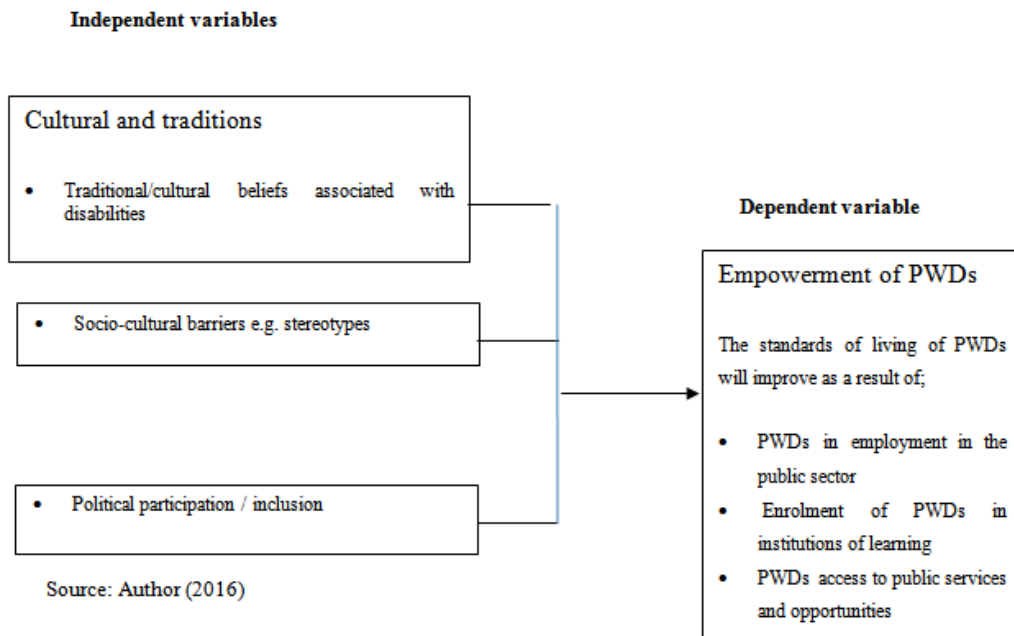 Independent variables
Cultural and traditions
• Traditional/cultural beliefs associated with
disabilities
• Socio-cultural barriers e.g. stereotypes
• Political participation / inclusion
Source: Author (2016)
Dependent variable
Empowerment of PWDs
The standards of living of PWDs
will improve as a result of;
• PWDs in employment in the
public sector
• Enrolment of PWDs in
institutions of learning
• PWDs access to public services
and opportunities